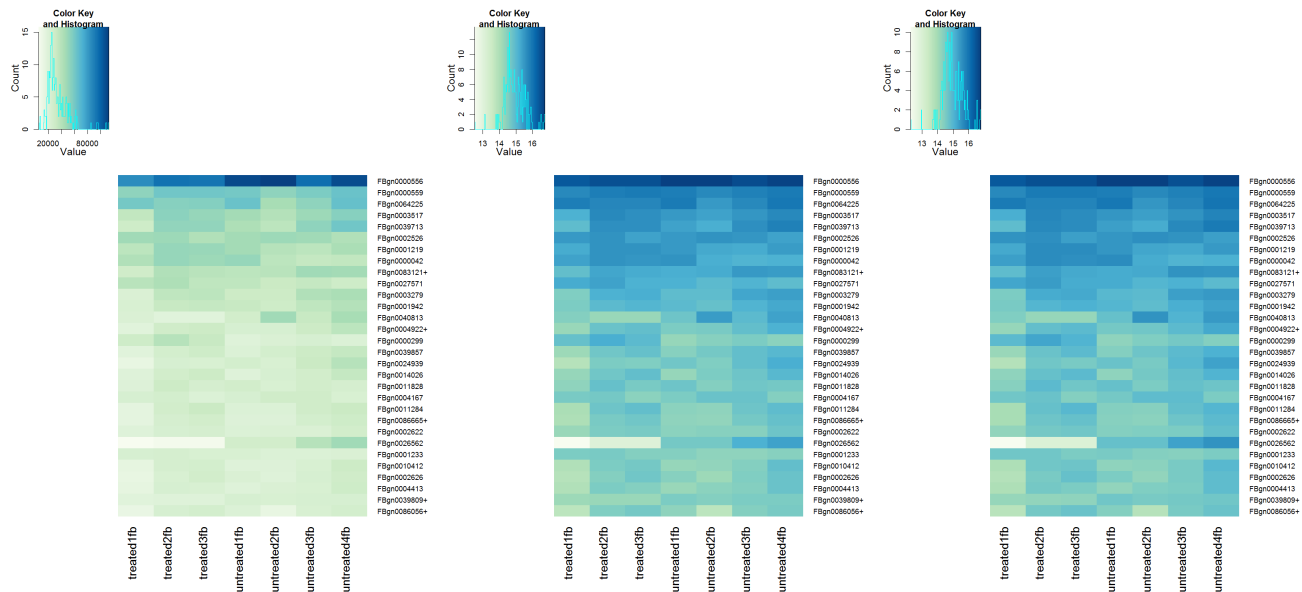 Color Key
and Histogram
Count
0 5 10 15
20000 80000
Value
FBgn0000556
FBgn0000559
FBgn0064225
FBgn0003517
FBgn0039713
FBgn0002526
FBgn0001219
FBgn0000042
FBgn0083121+
FBgn0027571
FBgn0003279
FBgn0001942
FBgn0040813
FBgn0004922+
FBgn0000299
FBgn0039857
FBgn0024939
FBgn0014026
FBgn0011828
FBgn0004167
FBgn0011284
FBgn0086665+
FBgn0002622
FBgn0026562
FBgn0001233
FBgn0010412
FBgn0002626
FBgn0004413
FBgn0039809+
FBgn0086056+
treated1fb
treated2fb
treated3fb
untreated1fb
untreated2fb
untreated3fb
untreated4fb
Color Key
and Histogram
Count
0 2 4 6 8 12
13 14 15 16
Value
FBgn0000556
FBgn0000559
FBgn0064225
FBgn0003517
FBgn0039713
FBgn0002526
FBgn0001219
FBgn0000042
FBgn0083121+
FBgn0027571
FBgn0003279
FBgn0001942
FBgn0040813
FBgn0004922+
FBgn0000299
FBgn0039857
FBgn0024939
FBgn0014026
FBgn0011828
FBgn0004167
FBgn0011284
FBgn0086665+
FBgn0002622
FBgn0026562
FBgn0001233
FBgn0010412
FBgn0002626
FBgn0004413
FBgn0039809+
FBgn0086056+
treated1fb
treated2fb
treated3fb
untreated1fb
untreated2fb
untreated3fb
untreated4fb
Color Key
and Histogram
Count
0 2 4 6 8 10
13 14 15 16
Value
FBgn0000556
FBgn0000559
FBgn0064225
FBgn0003517
FBgn0039713
FBgn0002526
FBgn0001219
FBgn0000042
FBgn0083121+
FBgn0027571
FBgn0003279
FBgn0001942
FBgn0040813
FBgn0004922+
FBgn0000299
FBgn0039857
FBgn0024939
FBgn0014026
FBgn0011828
FBgn0004167
FBgn0011284
FBgn0086665+
FBgn0002622
FBgn0026562
FBgn0001233
FBgn0010412
FBgn0002626
FBgn0004413
FBgn0039809+
FBgn0086056+
treated1fb
treated2fb
treated3fb
untreated1fb
untreated2fb
untreated3fb
untreated4fb